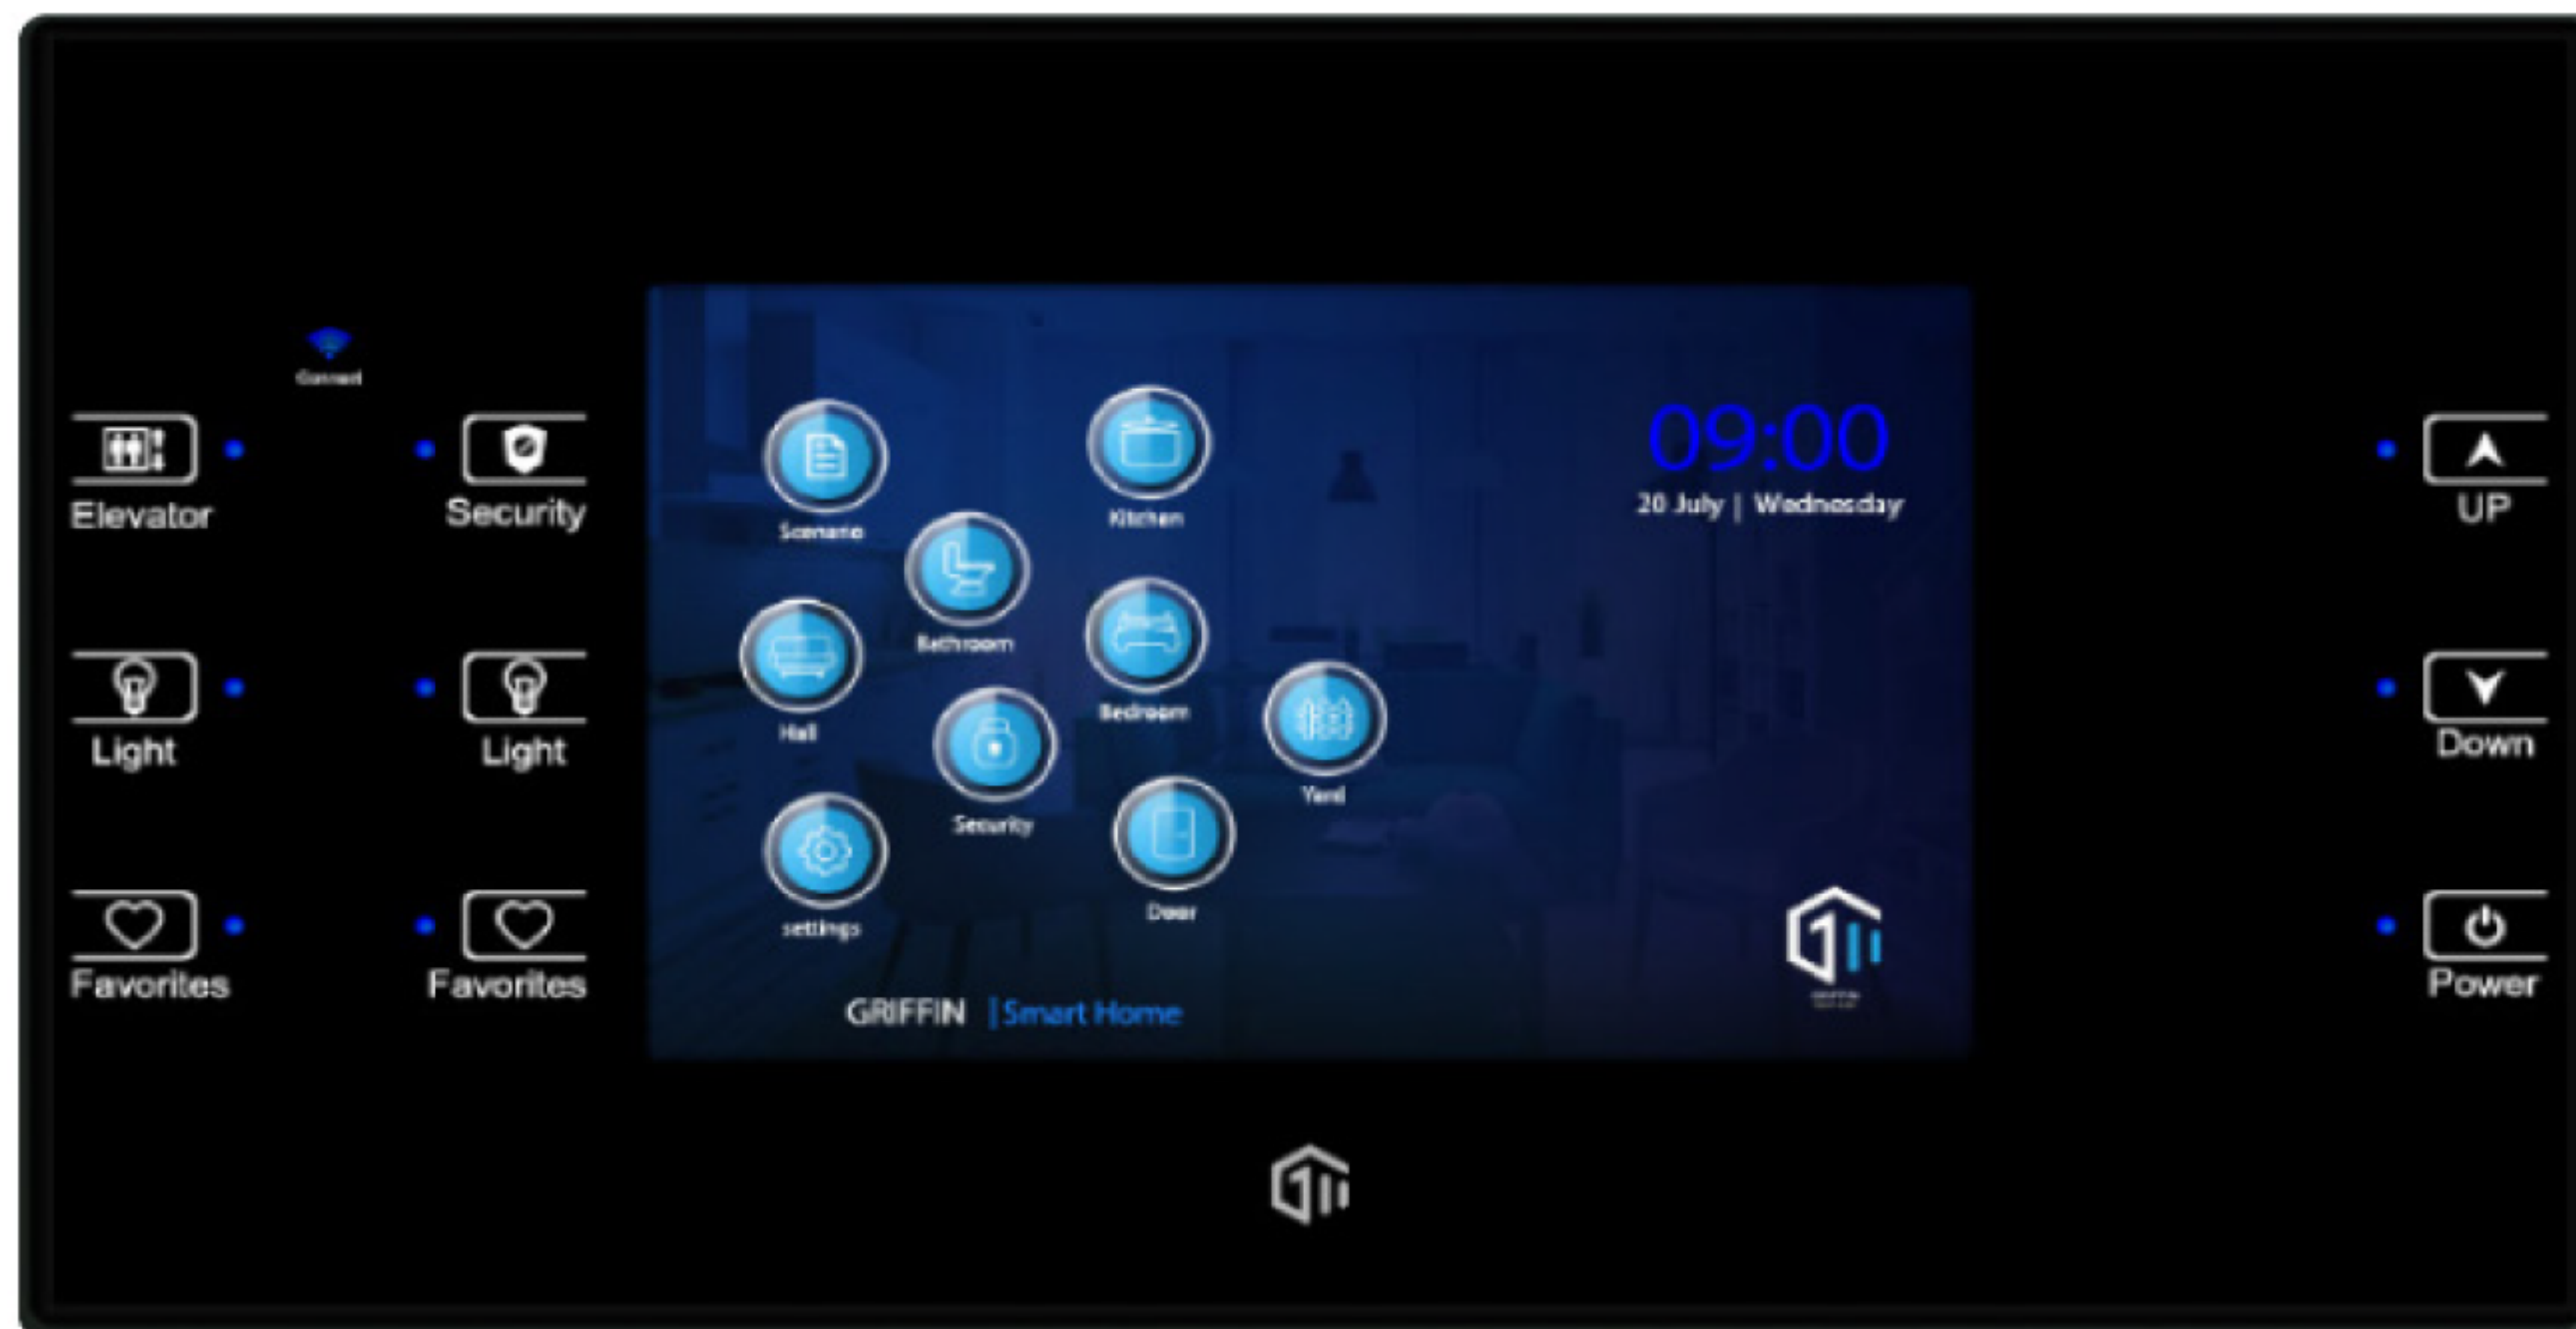 Connect
Elevator
Security
Light
Light
Favorites
Favorites
Scenario
Kitchen
Bathroom
Hall
Bedroom
Security
Yard
settings
Door
GRIFFIN | Smart Home
09:00
20 July | Wednesday
GRIFFIN
UP
Down
Power